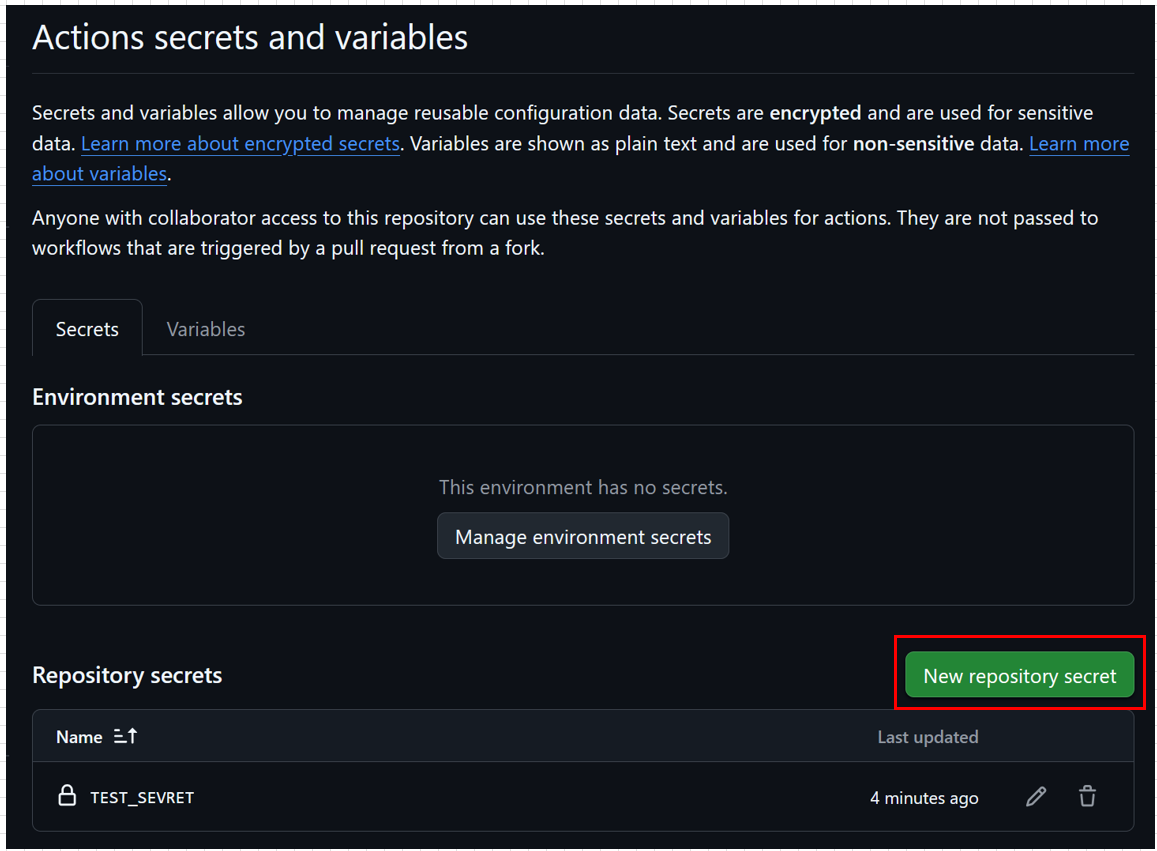 Actions secrets and variables
Secrets and variables allow you to manage reusable configuration data. Secrets are encrypted and are used for sensitive
data. Learn more about encrypted secrets. Variables are shown as plain text and are used for non-sensitive data. Learn more
about variables.
Anyone with collaborator access to this repository can use these secrets and variables for actions. They are not passed to
workflows that are triggered by a pull request from a fork.
Secrets Variables
Environment secrets
This environment has no secrets.
Manage environment secrets
Repository secrets New repository secret
Name Last updated
TEST_SEVRET 4 minutes ago